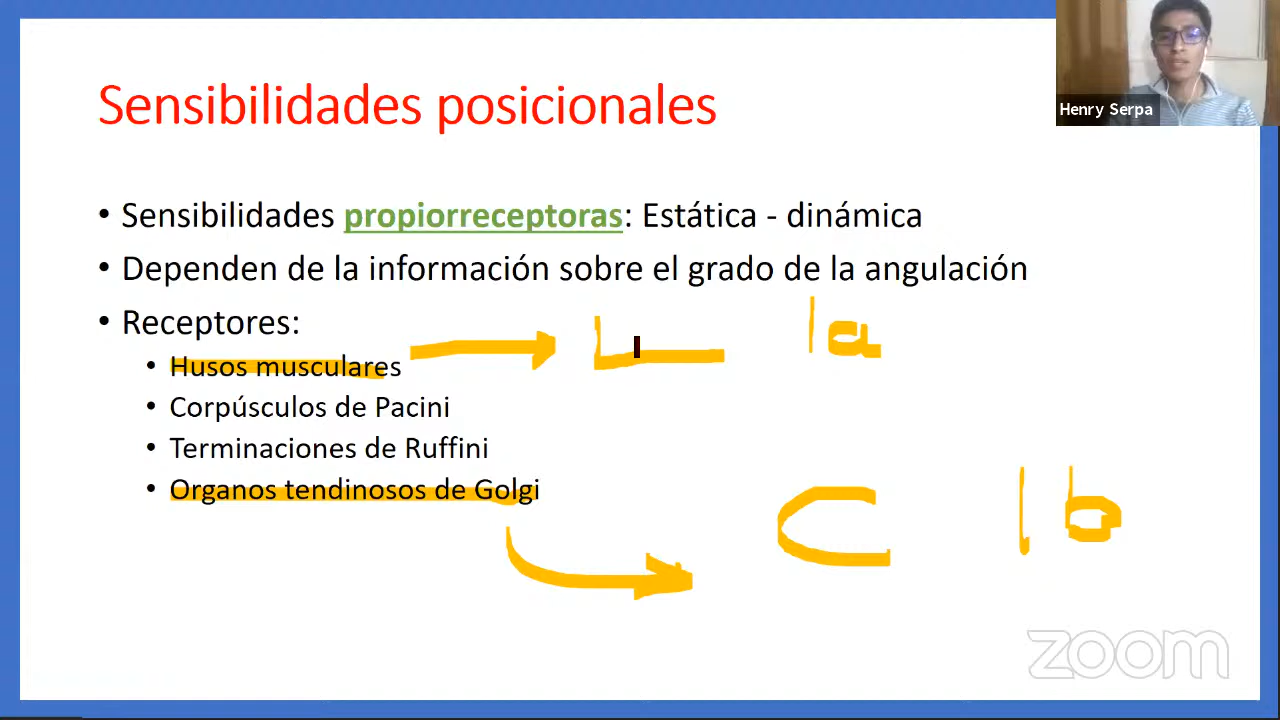 Sensibilidades posicionales
Henry Serpa
• Sensibilidades propiorreceptoras: Estática - dinámica
• Dependen de la información sobre el grado de la angulación
• Receptores:
L Ia
• Husos musculares
• Corpúsculos de Pacini
• Terminaciones de Ruffini
• Organos tendinosos de Golgi
C Ib
zoom